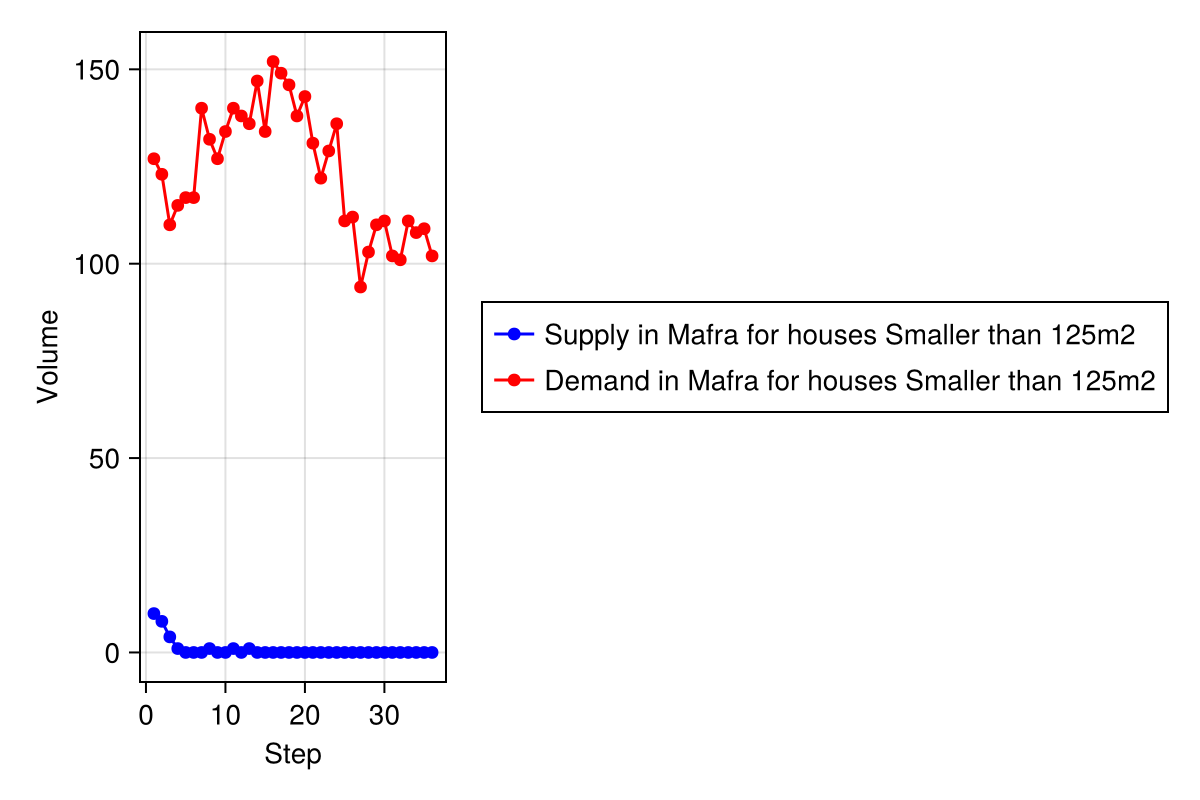 150
100
50
0
Volume
0 10 20 30
Step
Supply in Mafra for houses Smaller than 125m2
Demand in Mafra for houses Smaller than 125m2